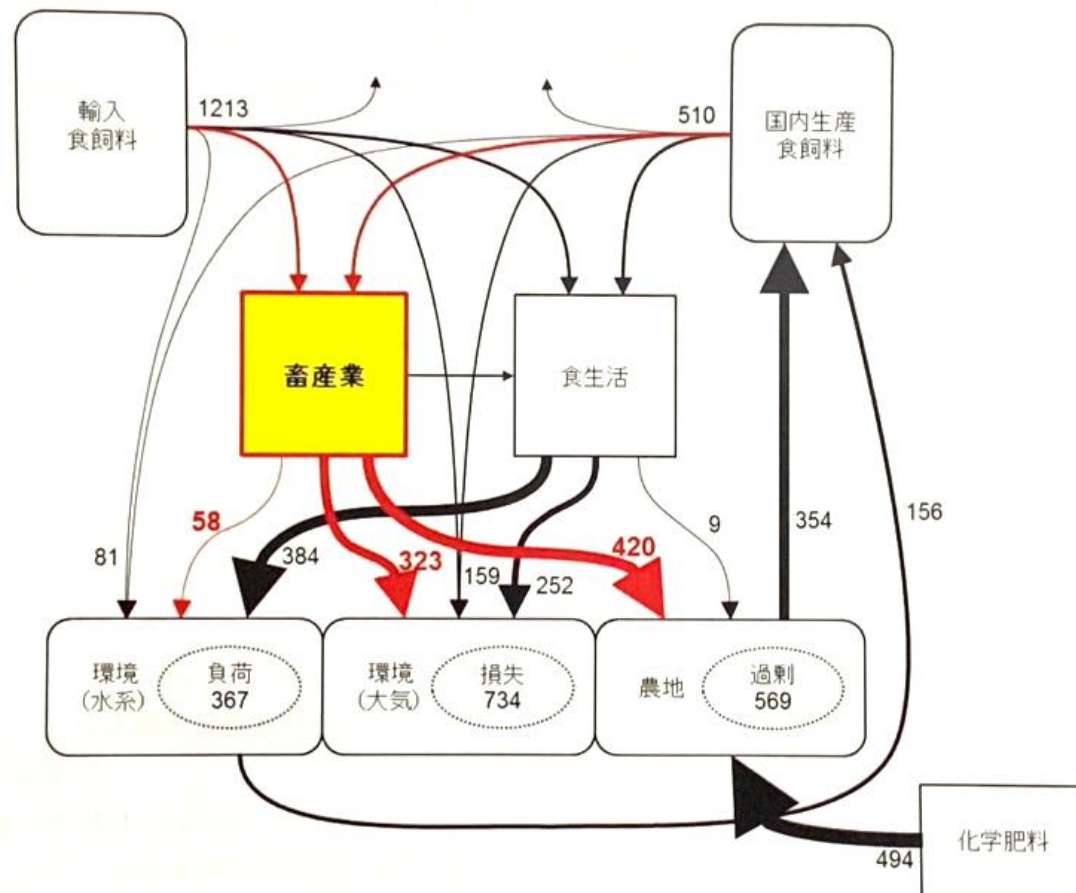 輸入
食飼料
1213
510
国内生産
食飼料
畜産業
食生活
58
81
384
323
159
252
420
9
354
156
環境
(水系)
負荷
367
環境
(大気)
損失
734
農地
過剰
569
494
化学肥料